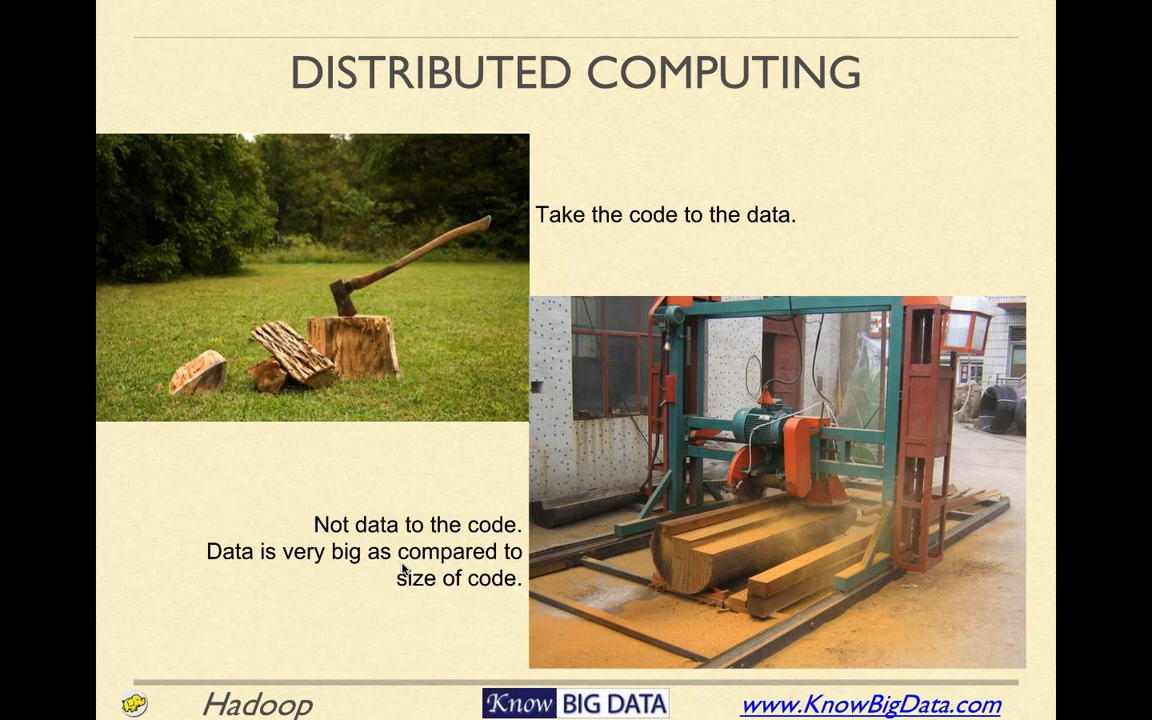 DISTRIBUTED COMPUTING
Take the code to the data.
Not data to the code.
Data is very big as compared to
size of code.
Hadoop
Know BIG DATA
www.KnowBigData.com